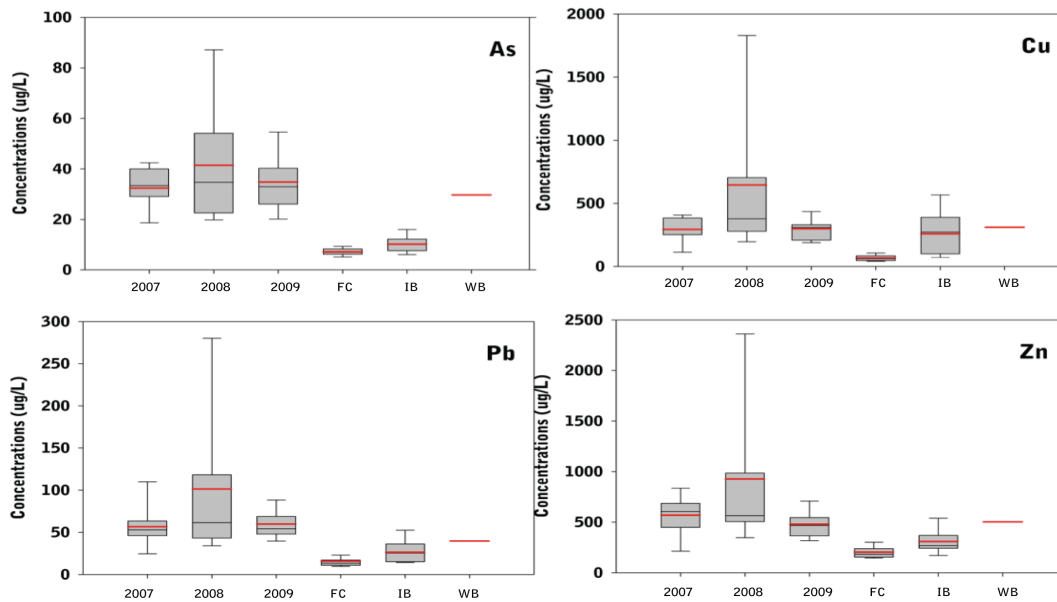 As
Concentrations (ug/L)
100
80
60
40
20
0
2007 2008 2009 FC IB WB
Cu
Concentrations (ug/L)
2000
1500
1000
500
0
2007 2008 2009 FC IB WB
Pb
Concentrations (ug/L)
300
250
200
150
100
50
0
2007 2008 2009 FC IB WB
Zn
Concentrations (ug/L)
2500
2000
1500
1000
500
0
2007 2008 2009 FC IB WB